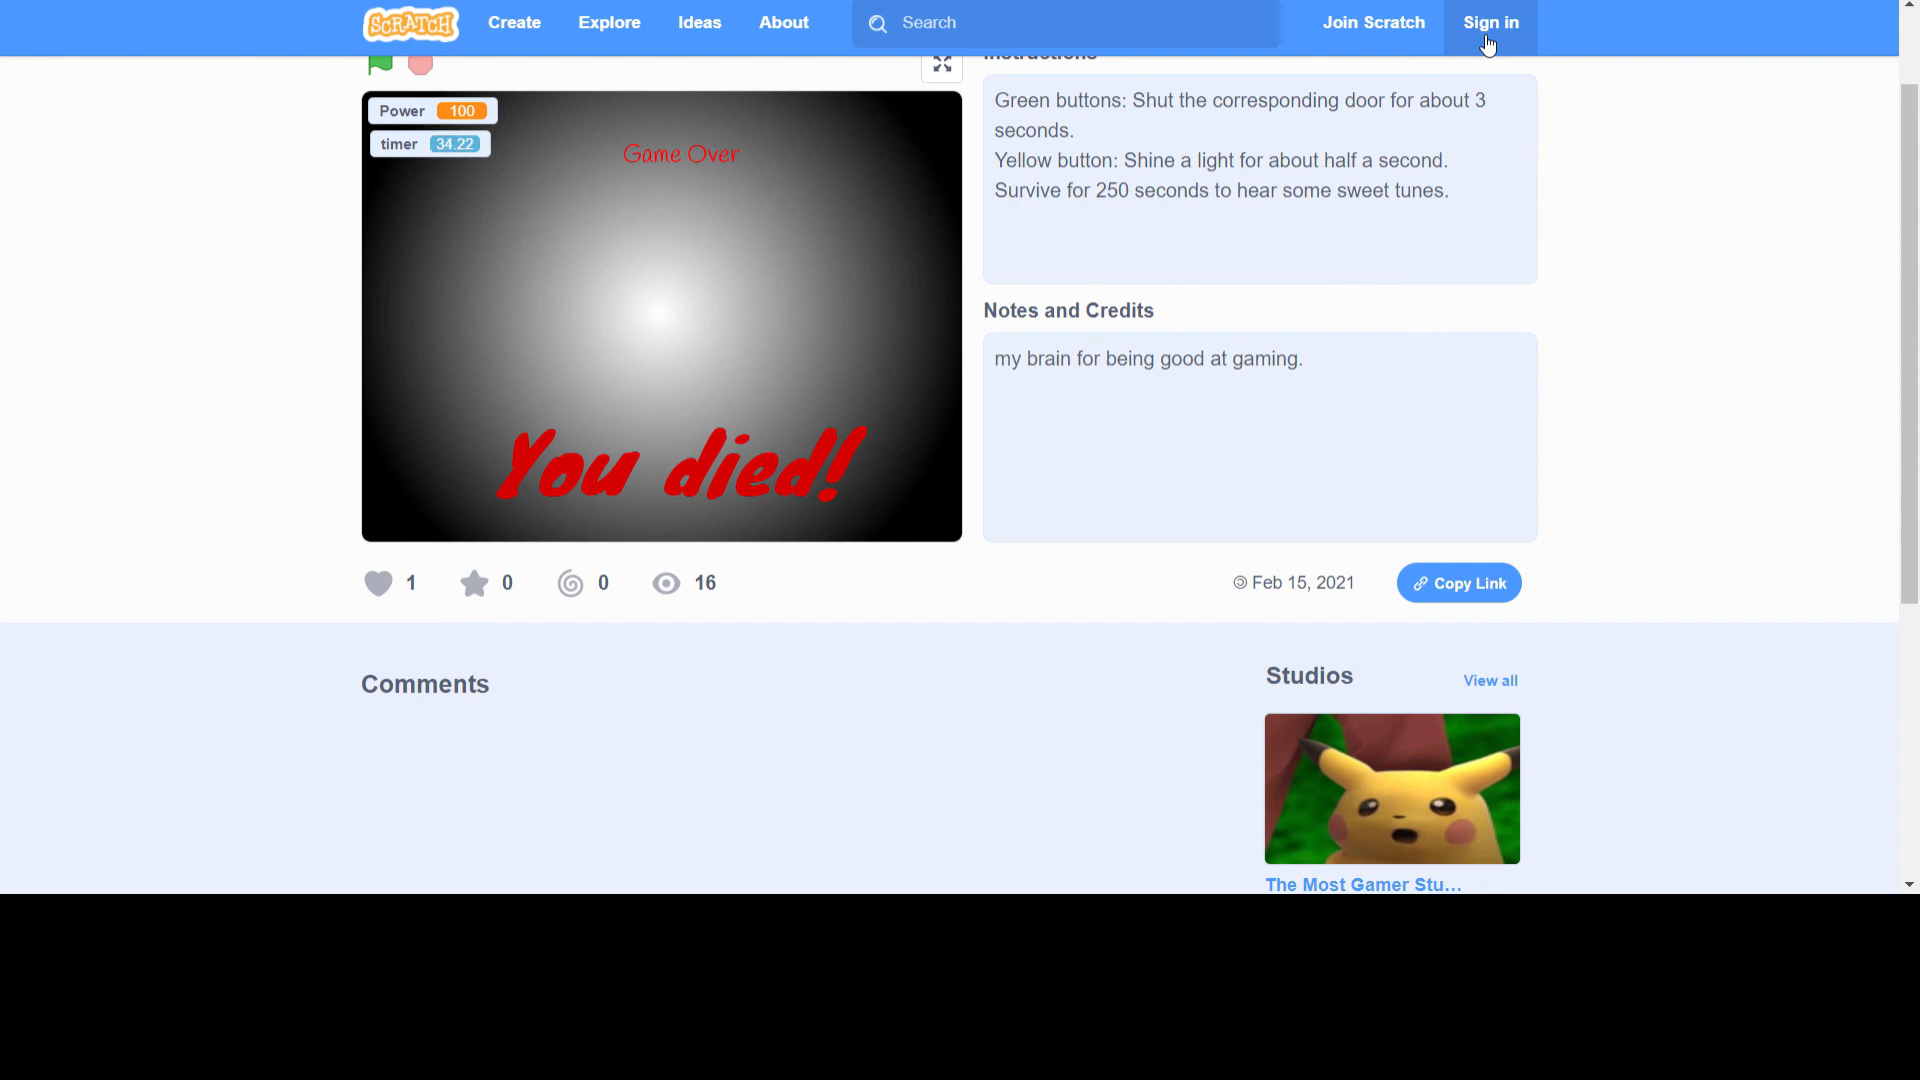 SCRATCH
Create
Explore
Ideas
About
Search
Join Scratch
Sign in
Power 100
timer 34.22
Game Over
You died!
Instructions
Green buttons: Shut the corresponding door for about 3
seconds.
Yellow button: Shine a light for about half a second.
Survive for 250 seconds to hear some sweet tunes.
Notes and Credits
my brain for being good at gaming.
1
0
0
16
© Feb 15, 2021
Copy Link
Comments
Studios
View all
The Most Gamer Stu...